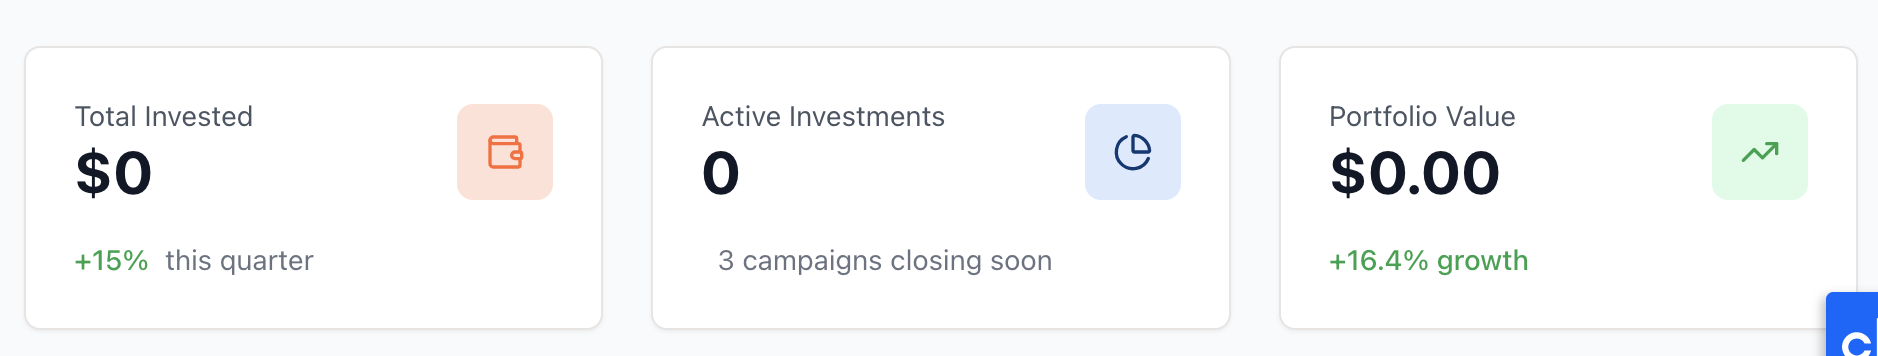 Total Invested
$0
+15% this quarter
Active Investments
0
3 campaigns closing soon
Portfolio Value
$0.00
+16.4% growth